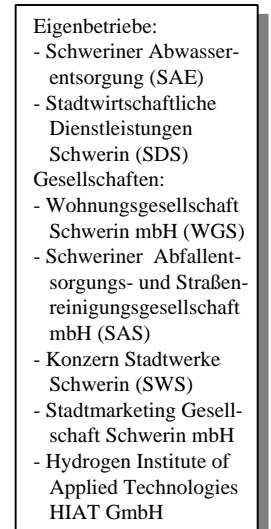 Eigenbetriebe:
- Schweriner Abwasser-
entsorgung (SAE)
- Stadtwirtschaftliche
Dienstleistungen
Schwerin (SDS)
Gesellschaften:
- Wohnungsgesellschaft
Schwerin mbH (WGS)
- Schweriner Abfallent-
sorgungs- und Straßen-
reinigungsgesellschaft
mbH (SAS)
- Konzern Stadtwerke
Schwerin (SWS)
- Stadtmarketing Gesell-
schaft Schwerin mbH
- Hydrogen Institute of
Applied Technologies
HIAT GmbH